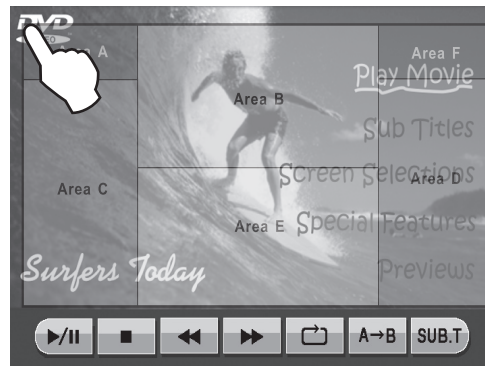 DVD
VIDEO
Area A
Area F
Play Movie
Area B
Sub Titles
Screen Selections
Area C
Area D
Area E
Special Features
Surfers Today
Previews
A→B
SUB.T